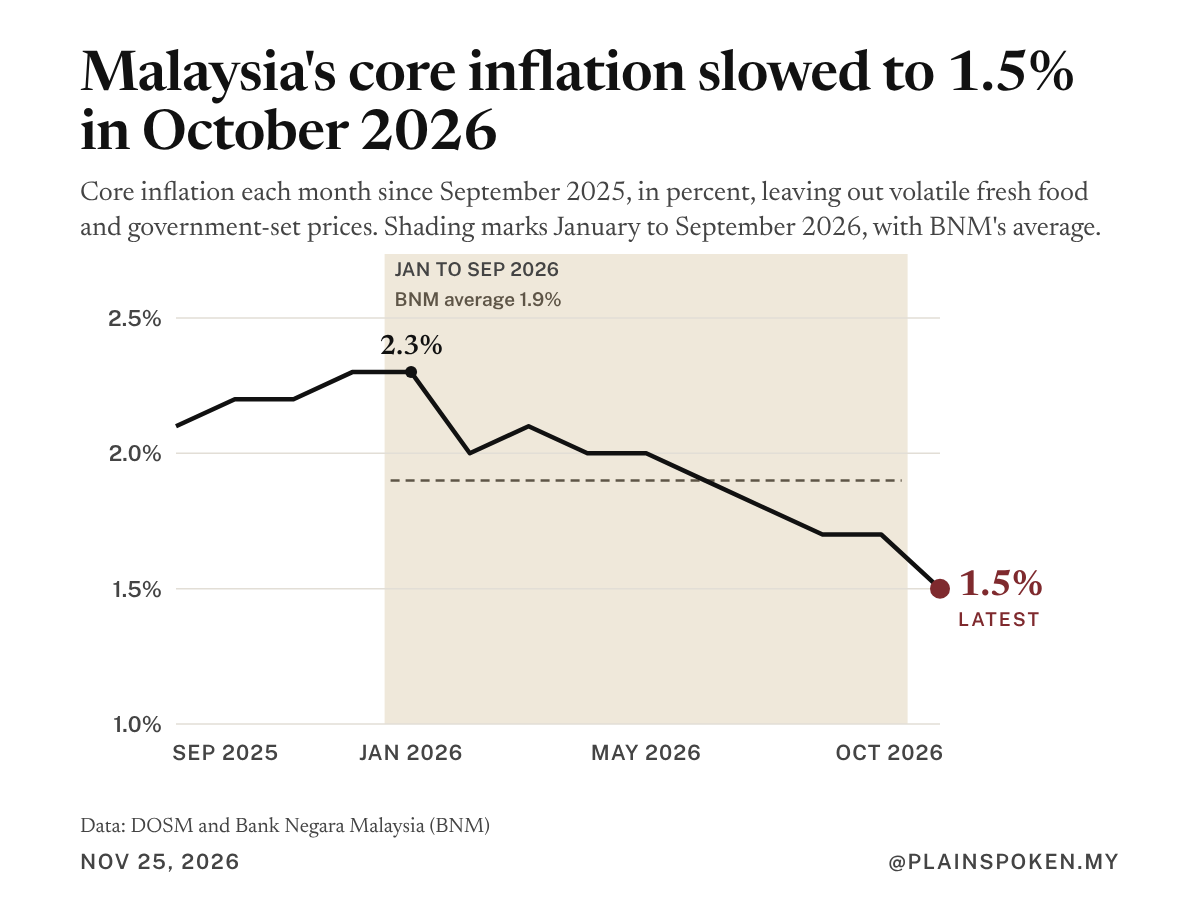 Malaysia's core inflation slowed to 1.5%
in October 2026
Core inflation each month since September 2025, in percent, leaving out volatile fresh food
and government-set prices. Shading marks January to September 2026, with BNM's average.
JAN TO SEP 2026
BNM average 1.9%
2.5%
2.3%
2.0%
1.5%
1.5%
LATEST
1.0%
SEP 2025
JAN 2026
MAY 2026
OCT 2026
Data: DOSM and Bank Negara Malaysia (BNM)
NOV 25, 2026
@PLAINSPOKEN.MY